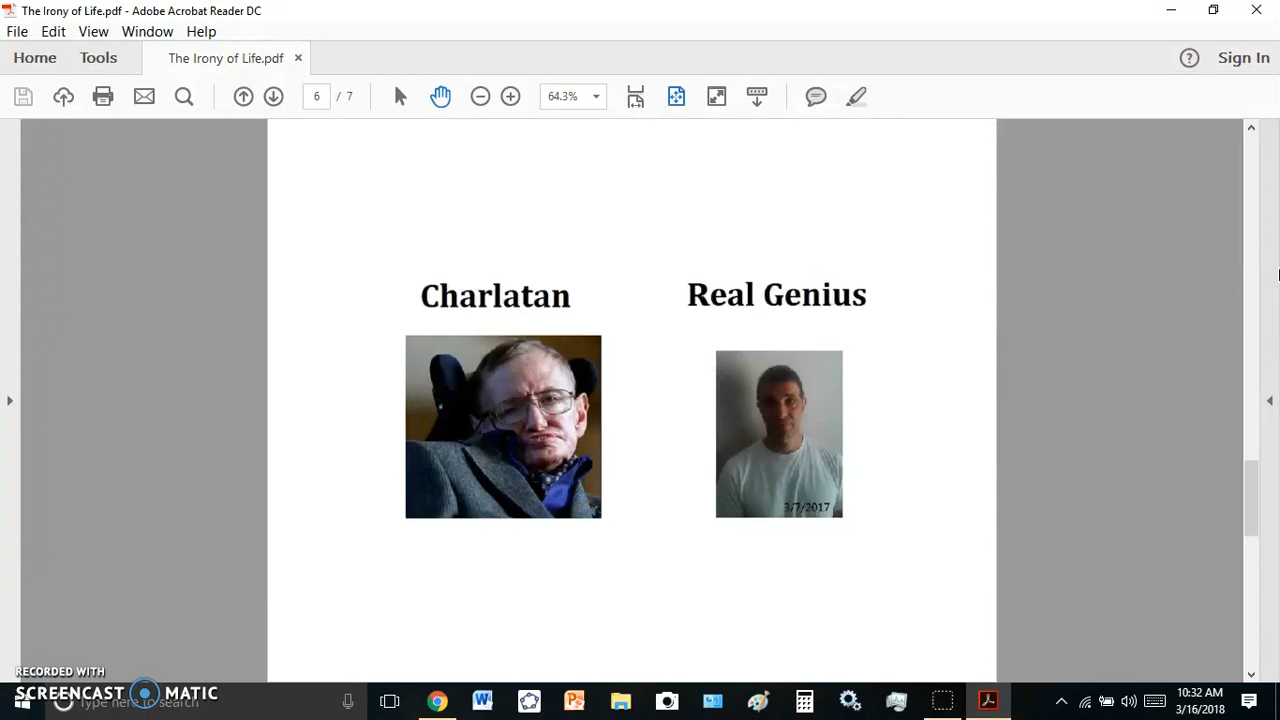 The Irony of Life.pdf - Adobe Acrobat Reader DC
File Edit View Window Help
Home Tools The Irony of Life.pdf × ? Sign In
6 / 7 64.3%
Charlatan Real Genius
3/7/2017
RECORDED WITH
SCREENCAST MATIC
Type here to search
10:32 AM
3/16/2018